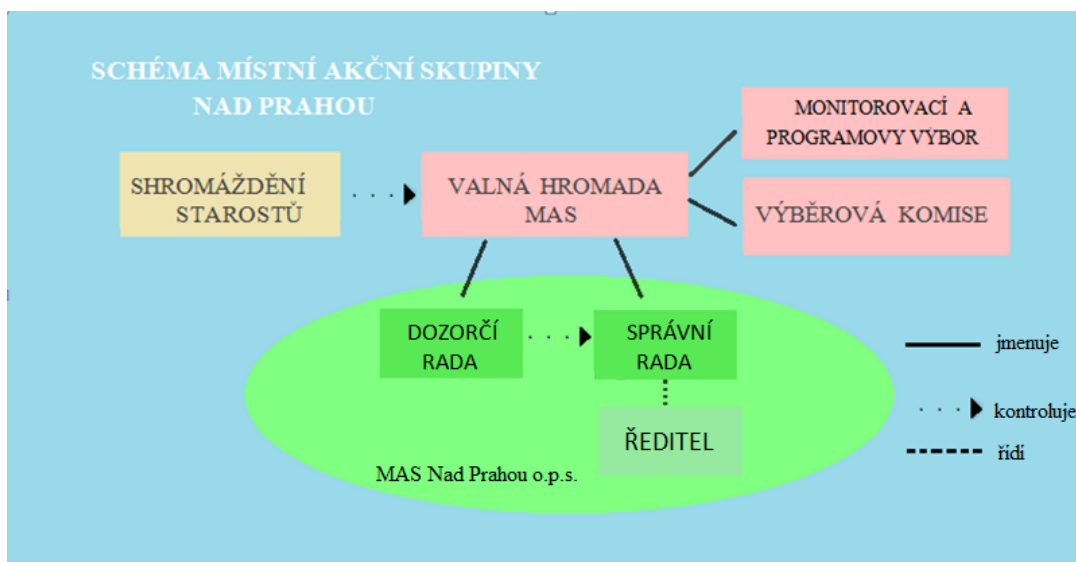 SCHÉMA MÍSTNÍ AKČNÍ SKUPINY
NAD PRAHOU
MONITOROVACÍ A
PROGRAMOVY VÝBOR
SHROMÁŽDĚNÍ
STAROSTŮ
VALNÁ HROMADA
MAS
VÝBĚROVÁ KOMISE
DOZORČÍ
RADA
SPRÁVNÍ
RADA
ŘEDITEL
MAS Nad Prahou o.p.s.
jmenuje
kontroluje
řídí